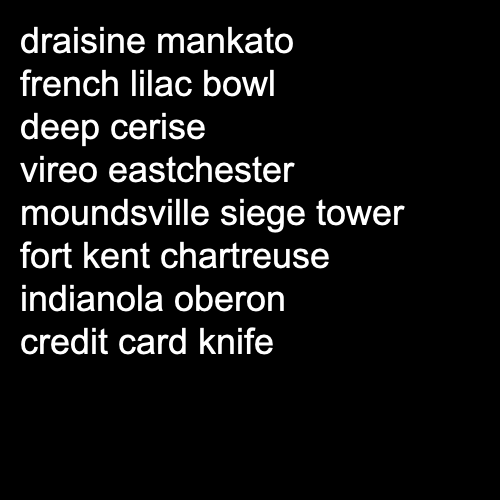 draisine mankato
french lilac bowl
deep cerise
vireo eastchester
moundsville siege tower
fort kent chartreuse
indianola oberon
credit card knife